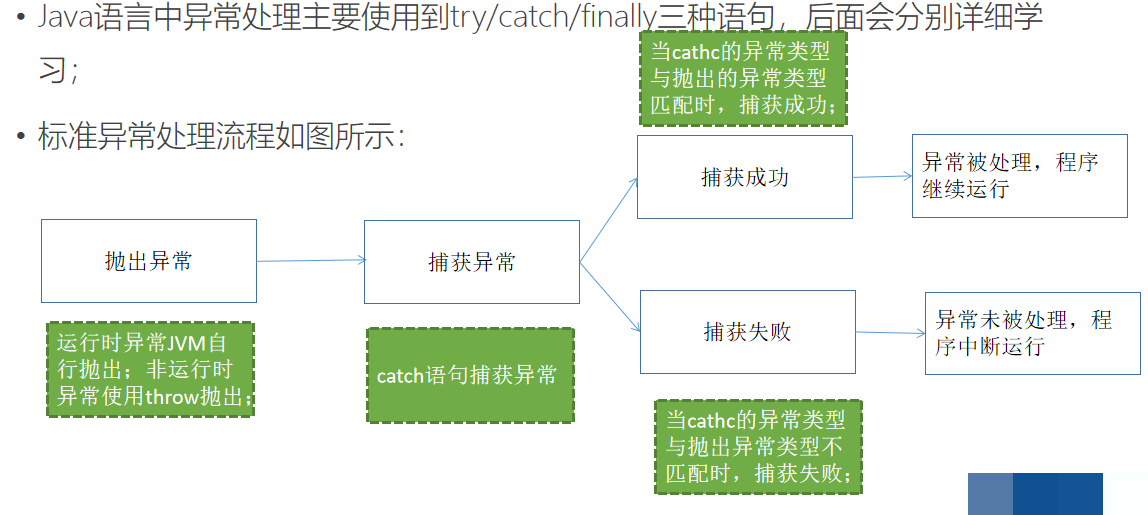 • Java语言中异常处理主要使用到try/catch/finally三种语句，后面会分别详细学
习；
• 标准异常处理流程如图所示：
当cathc的异常类型
与抛出的异常类型
匹配时，捕获成功；
捕获成功
异常被处理，程序
继续运行
抛出异常
捕获异常
运行时异常JVM自
行抛出；非运行时
异常使用throw抛出；
catch语句捕获异常
捕获失败
异常未被处理，程
序中断运行
当cathc的异常类型
与抛出异常类型不
匹配时，捕获失败；